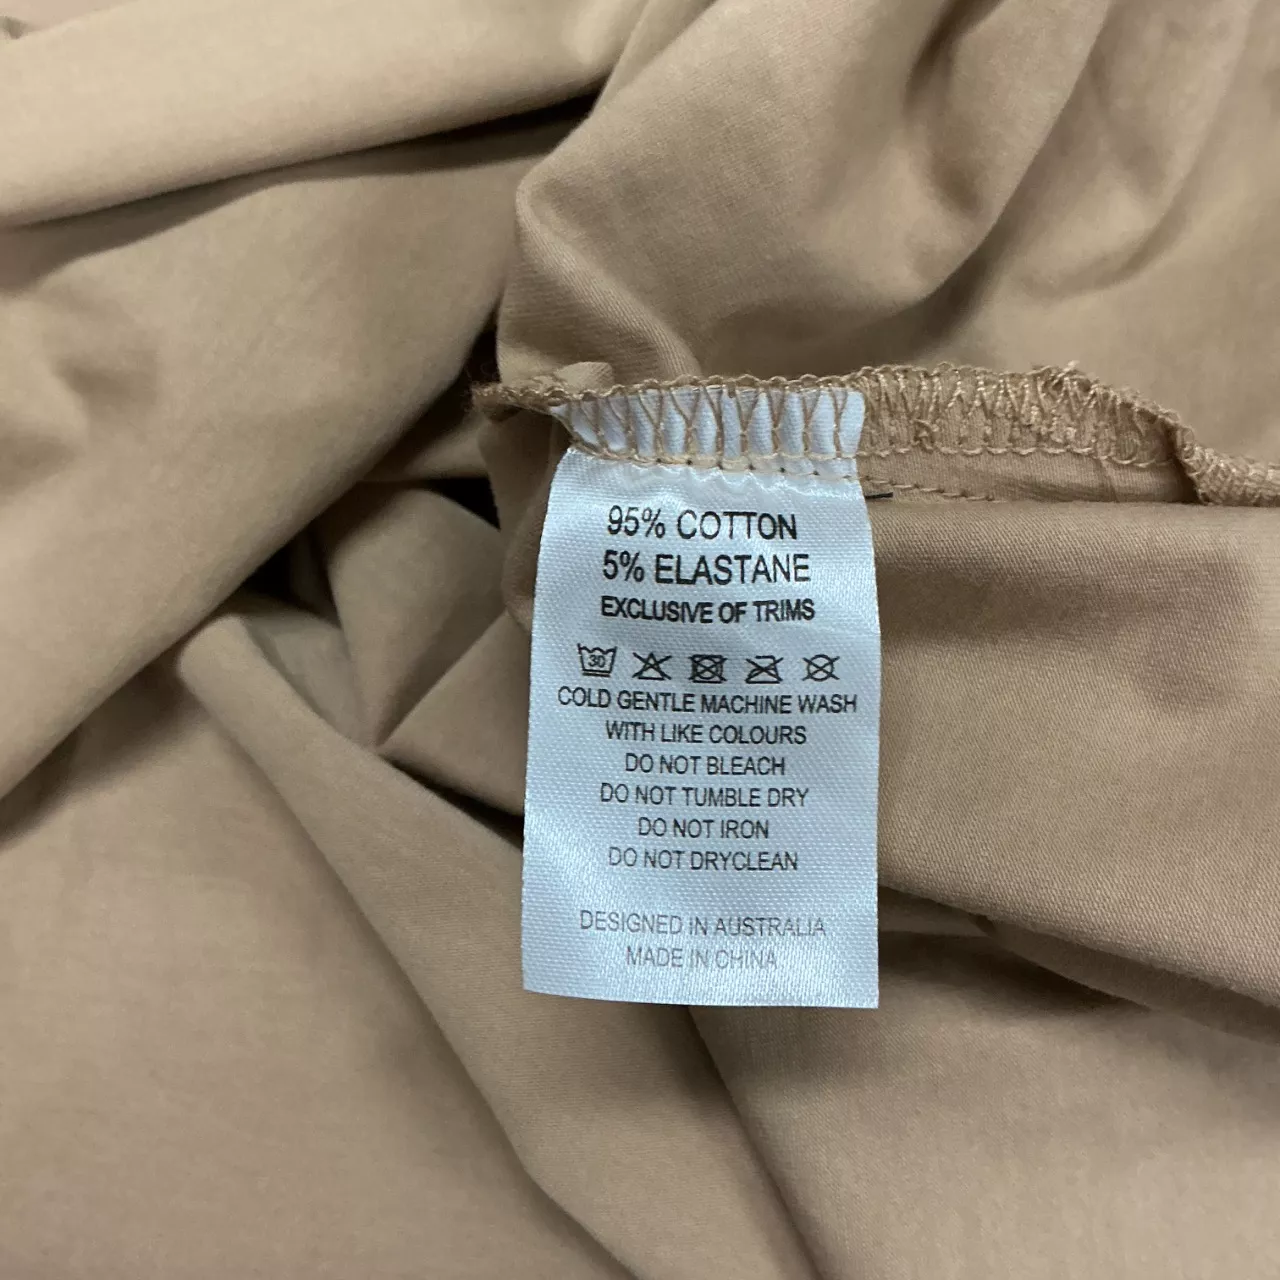 95% COTTON
5% ELASTANE
EXCLUSIVE OF TRIMS
30
COLD GENTLE MACHINE WASH
WITH LIKE COLOURS
DO NOT BLEACH
DO NOT TUMBLE DRY
DO NOT IRON
DO NOT DRYCLEAN
DESIGNED IN AUSTRALIA
MADE IN CHINA